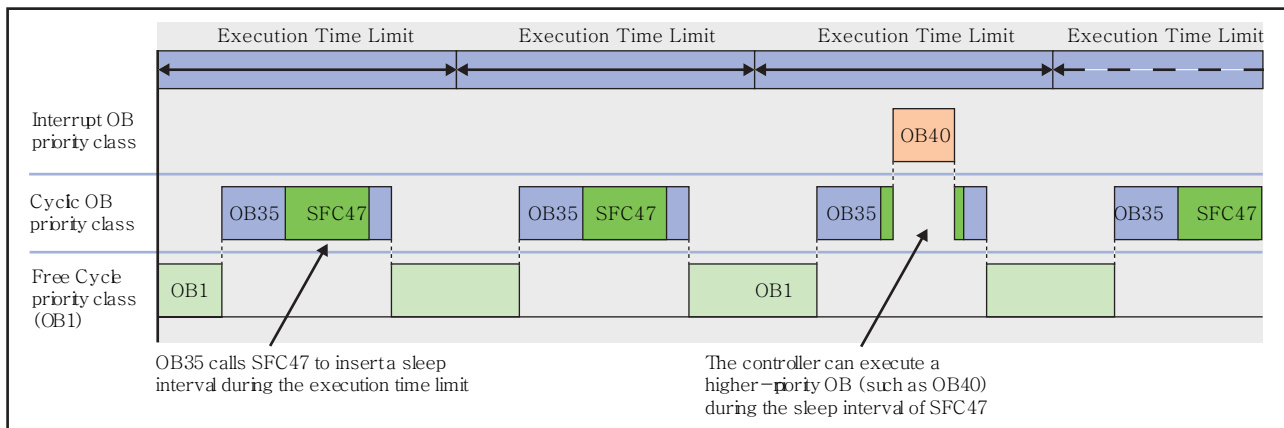 Execution Time Limit Execution Time Limit Execution Time Limit Execution Time Limit
Interrupt OB
priority class
OB40
Cyclic OB
priority class
OB35 SFC47 OB35 SFC47 OB35 OB35 SFC47
Free Cycle
priority class
(OB1)
OB1 OB1
OB35 calls SFC47 to insert a sleep
interval during the execution time limit
The controller can execute a
higher-piority OB (such as OB40)
during the sleep interval of SFC47